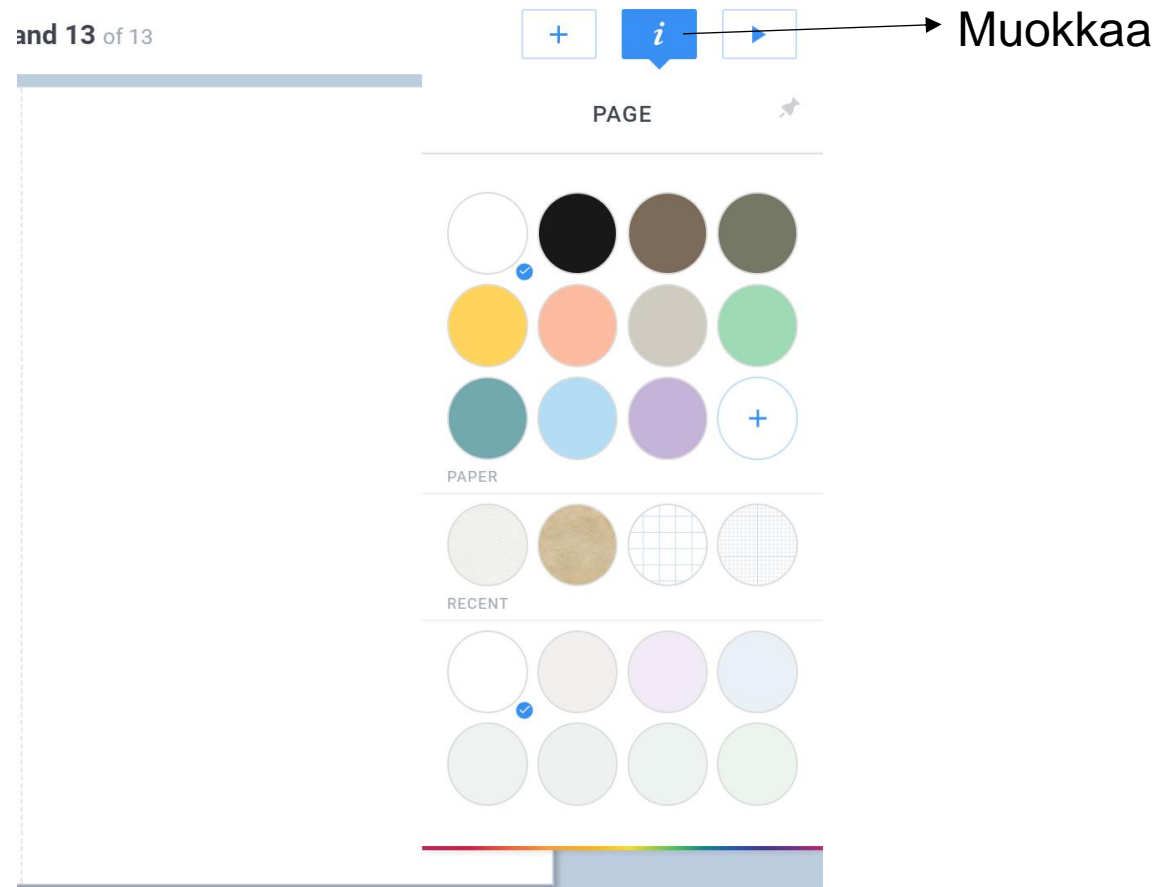 and 13 of 13
+
i
Muokkaa
PAGE
+
PAPER
RECENT